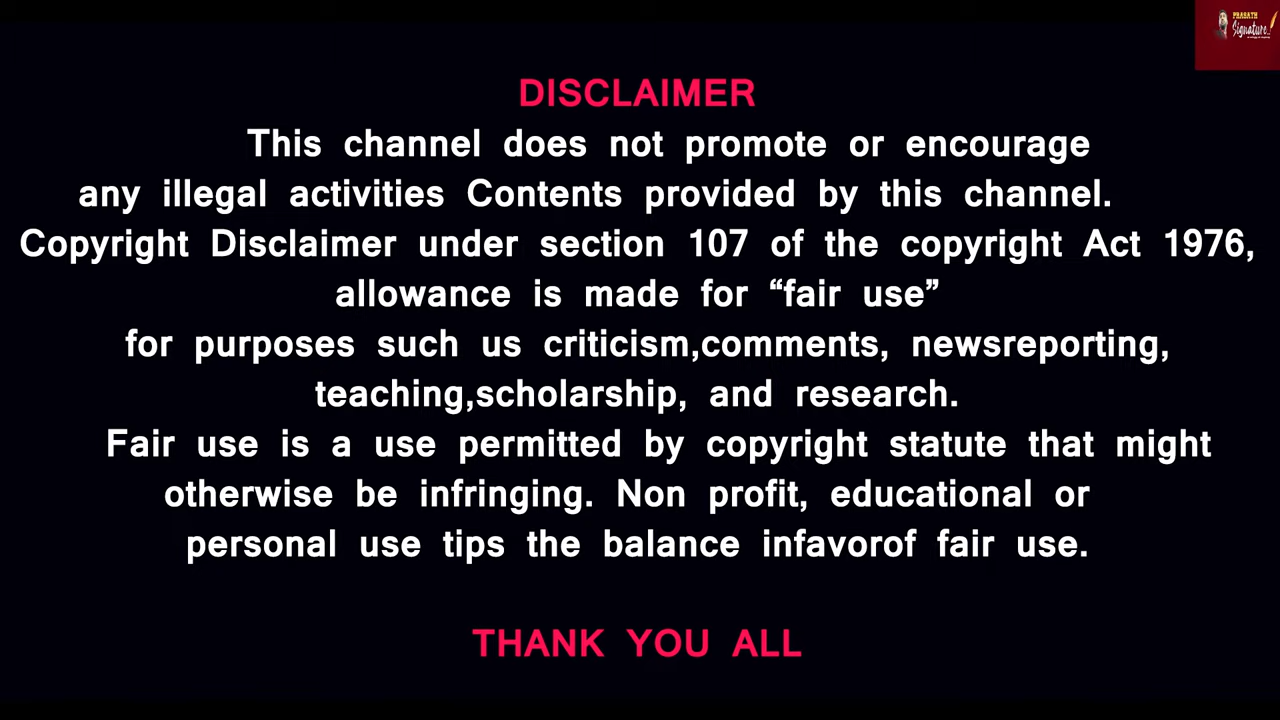 PRASATH
Signature..!
DISCLAIMER
This channel does not promote or encourage
any illegal activities Contents provided by this channel.
Copyright Disclaimer under section 107 of the copyright Act 1976,
allowance is made for “fair use”
for purposes such us criticism,comments, newsreporting,
teaching,scholarship, and research.
Fair use is a use permitted by copyright statute that might
otherwise be infringing. Non profit, educational or
personal use tips the balance infavorof fair use.
THANK YOU ALL